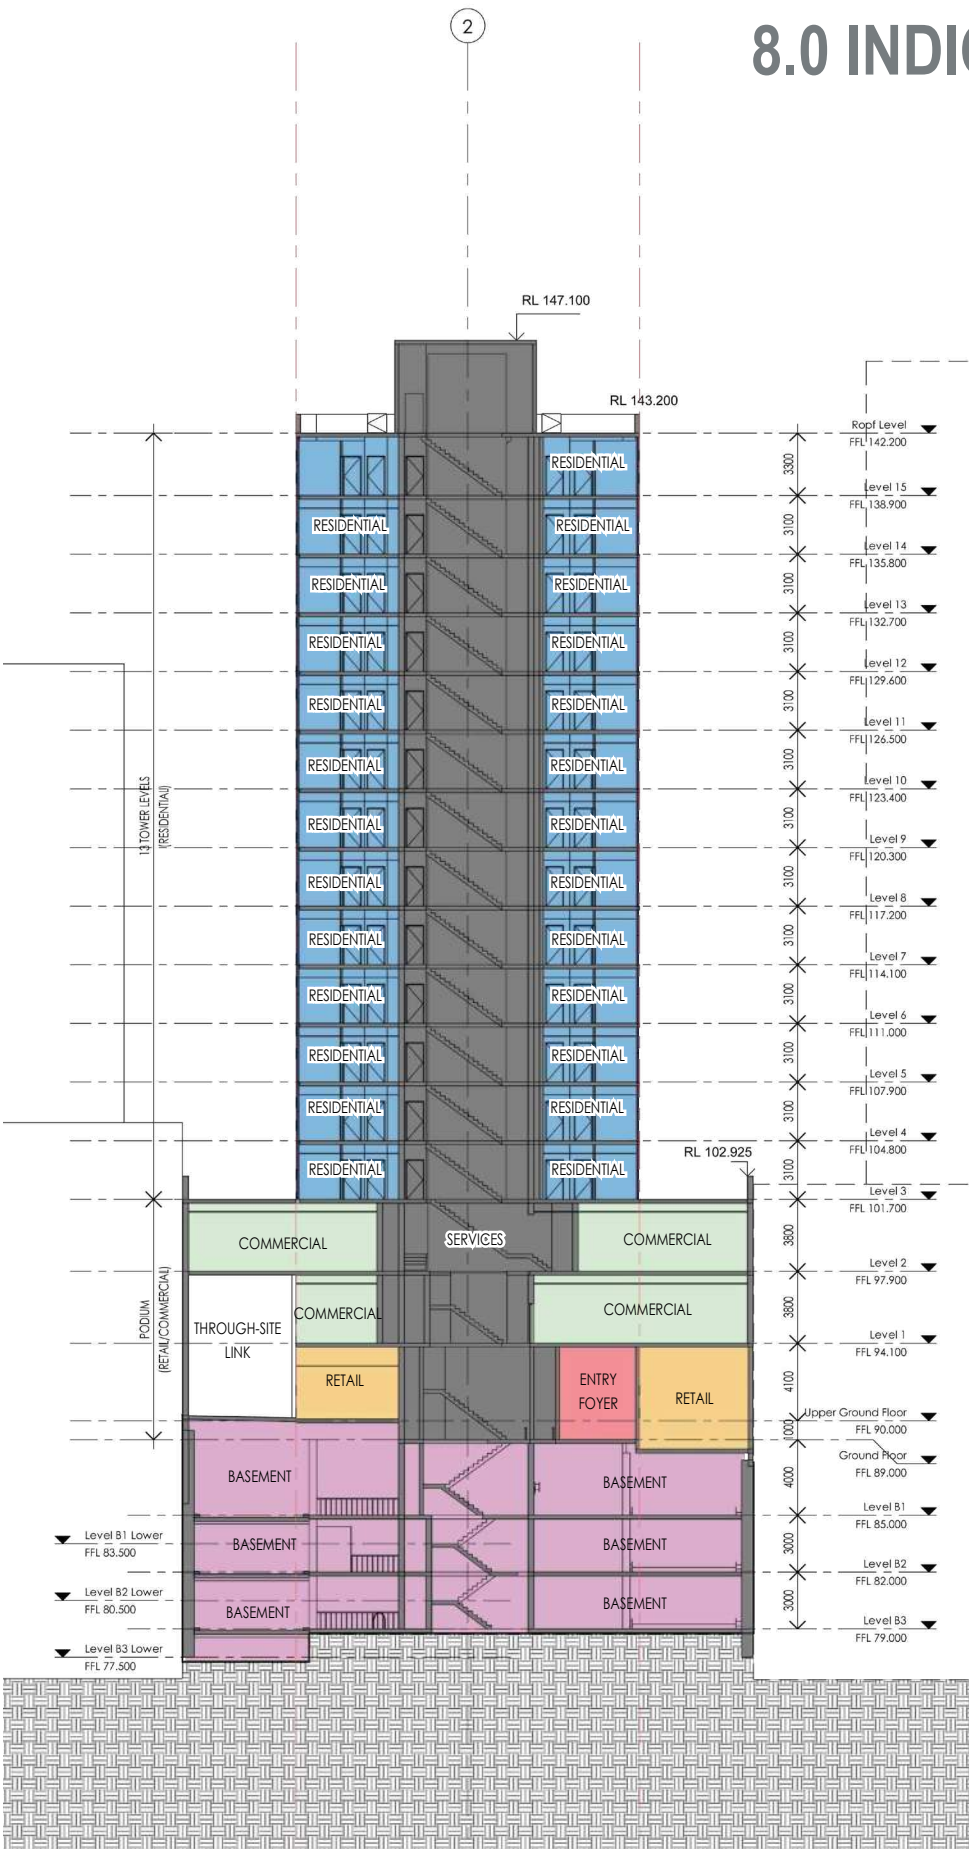 2
8.0 INDIC
RL 147.100
RL 143.200
Roof Level
FFL 142.200
3300
RESIDENTIAL
Level 15
FFL 138.900
3100
RESIDENTIAL
RESIDENTIAL
Level 14
FFL 135.800
3100
RESIDENTIAL
RESIDENTIAL
Level 13
FFL 132.700
3100
RESIDENTIAL
RESIDENTIAL
Level 12
FFL 129.600
3100
RESIDENTIAL
RESIDENTIAL
Level 11
FFL 126.500
3100
RESIDENTIAL
RESIDENTIAL
Level 10
FFL 123.400
13 TOWER LEVELS
(RESIDENTIAL)
3100
RESIDENTIAL
RESIDENTIAL
Level 9
FFL 120.300
3100
RESIDENTIAL
RESIDENTIAL
Level 8
FFL 117.200
3100
RESIDENTIAL
RESIDENTIAL
Level 7
FFL 114.100
3100
RESIDENTIAL
RESIDENTIAL
Level 6
FFL 111.000
3100
RESIDENTIAL
RESIDENTIAL
Level 5
FFL 107.900
3100
RESIDENTIAL
RESIDENTIAL
Level 4
FFL 104.800
RL 102.925
3100
RESIDENTIAL
RESIDENTIAL
Level 3
FFL 101.700
3800
COMMERCIAL
SERVICES
COMMERCIAL
Level 2
FFL 97.900
PODIUM
(RETAIL/COMMERCIAL)
3800
COMMERCIAL
COMMERCIAL
THROUGH-SITE
LINK
Level 1
FFL 94.100
4100
RETAIL
ENTRY
FOYER
RETAIL
Upper Ground Floor
FFL 90.000
1000
Ground Floor
FFL 89.000
4000
BASEMENT
BASEMENT
Level B1
FFL 85.000
Level B1 Lower
FFL 83.500
3000
BASEMENT
BASEMENT
Level B2
FFL 82.000
Level B2 Lower
FFL 80.500
3000
BASEMENT
BASEMENT
Level B3
FFL 79.000
Level B3 Lower
FFL 77.500